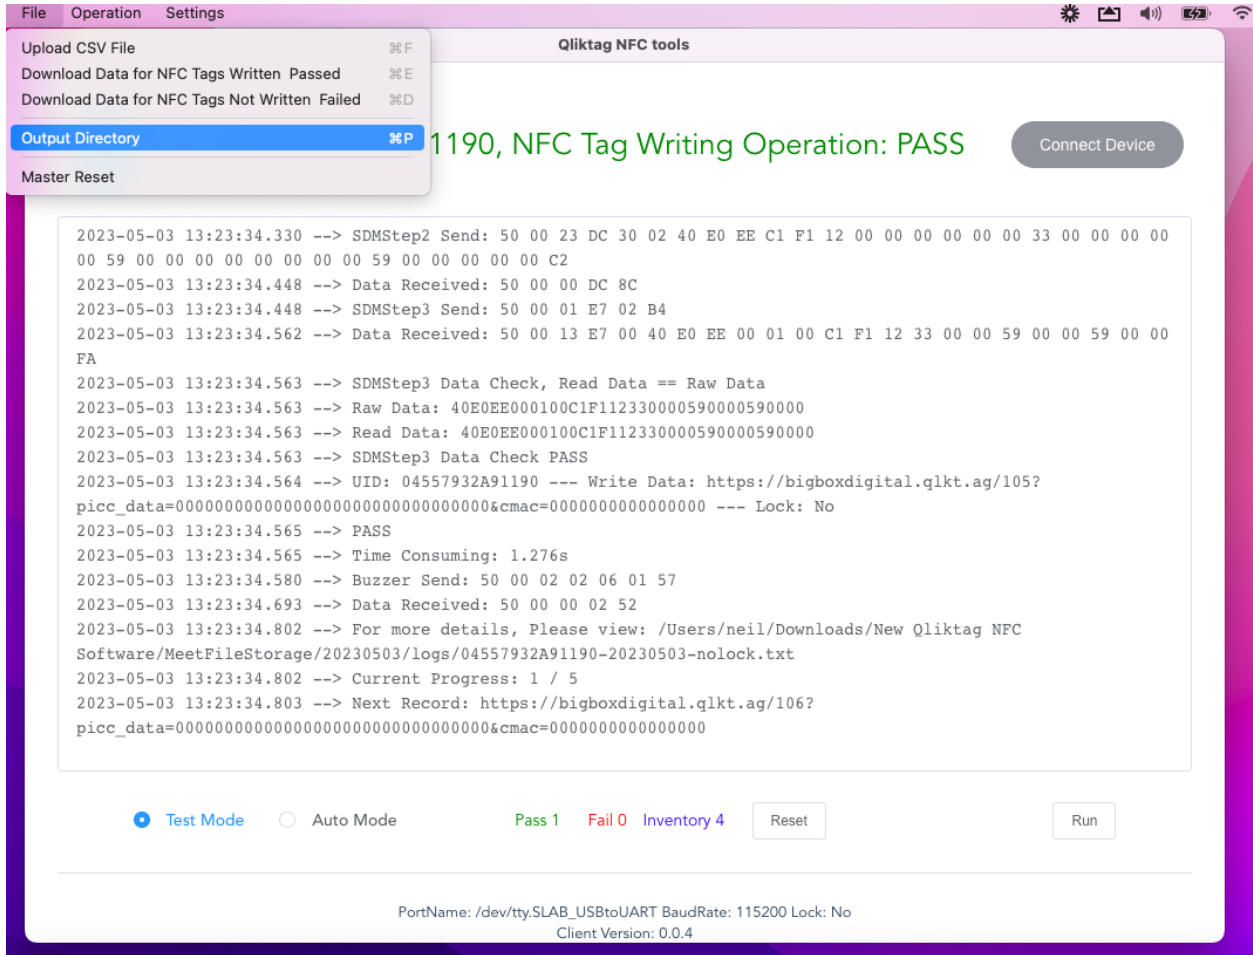 File Operation Settings
Qliktag NFC tools
Upload CSV File ⌘F
Download Data for NFC Tags Written Passed ⌘E
Download Data for NFC Tags Not Written Failed ⌘D
Output Directory ⌘P
Master Reset
1190, NFC Tag Writing Operation: PASS
Connect Device
2023-05-03 13:23:34.330 --> SDMStep2 Send: 50 00 23 DC 30 02 40 E0 EE C1 F1 12 00 00 00 00 00 00 33 00 00 00 00
00 59 00 00 00 00 00 00 00 00 59 00 00 00 00 00 C2
2023-05-03 13:23:34.448 --> Data Received: 50 00 00 DC 8C
2023-05-03 13:23:34.448 --> SDMStep3 Send: 50 00 01 E7 02 B4
2023-05-03 13:23:34.562 --> Data Received: 50 00 13 E7 00 40 E0 EE 00 01 00 C1 F1 12 33 00 00 59 00 00 59 00 00
FA
2023-05-03 13:23:34.563 --> SDMStep3 Data Check, Read Data == Raw Data
2023-05-03 13:23:34.563 --> Raw Data: 40E0EE000100C1F112330000590000590000
2023-05-03 13:23:34.563 --> Read Data: 40E0EE000100C1F112330000590000590000
2023-05-03 13:23:34.563 --> SDMStep3 Data Check PASS
2023-05-03 13:23:34.564 --> UID: 04557932A91190 --- Write Data: https://bigboxdigital.qlkt.ag/105?
picc_data=00000000000000000000000000000000&cmac=0000000000000000 --- Lock: No
2023-05-03 13:23:34.565 --> PASS
2023-05-03 13:23:34.565 --> Time Consuming: 1.276s
2023-05-03 13:23:34.580 --> Buzzer Send: 50 00 02 02 06 01 57
2023-05-03 13:23:34.693 --> Data Received: 50 00 00 02 52
2023-05-03 13:23:34.802 --> For more details, Please view: /Users/neil/Downloads/New Qliktag NFC
Software/MeetFileStorage/20230503/logs/04557932A91190-20230503-nolock.txt
2023-05-03 13:23:34.802 --> Current Progress: 1 / 5
2023-05-03 13:23:34.803 --> Next Record: https://bigboxdigital.qlkt.ag/106?
picc_data=00000000000000000000000000000000&cmac=0000000000000000
Test Mode Auto Mode Pass 1 Fail 0 Inventory 4 Reset Run
PortName: /dev/tty.SLAB_USBtoUART BaudRate: 115200 Lock: No
Client Version: 0.0.4